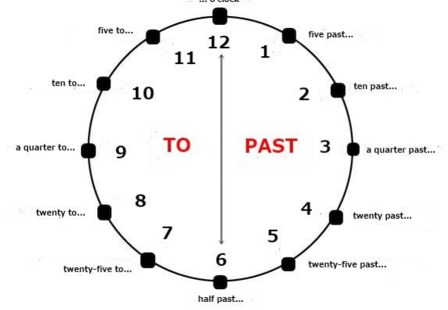 ... o'clock
five to...
five past...
12
11
1
ten to...
10
2
ten past...
a quarter to...
9
TO
PAST
3
a quarter past...
8
4
twenty to...
twenty past...
7
5
twenty-five to...
6
twenty-five past...
half past...